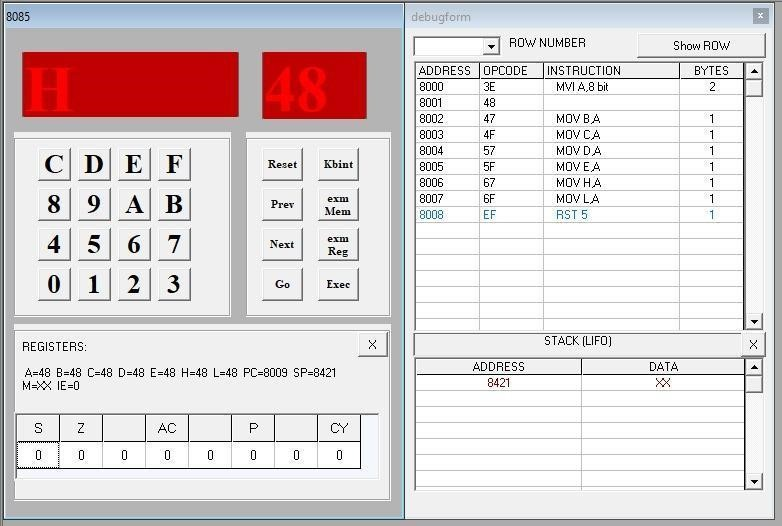 8085
H 48
C D E F
8 9 A B
4 5 6 7
0 1 2 3
Reset Kbint
Prev exm Mem
Next exm Reg
Go Exec
REGISTERS: X
A=48 B=48 C=48 D=48 E=48 H=48 L=48 PC=8009 SP=8421
M=XX IE=0
S Z AC P CY
0 0 0 0 0 0 0 0
debugform x
ROW NUMBER Show ROW
ADDRESS OPCODE INSTRUCTION BYTES
8000 3E MVI A,8 bit 2
8001 48
8002 47 MOV B,A 1
8003 4F MOV C,A 1
8004 57 MOV D,A 1
8005 5F MOV E,A 1
8006 67 MOV H,A 1
8007 6F MOV L,A 1
8008 EF RST 5 1
STACK (LIFO) X
ADDRESS DATA
8421 XX